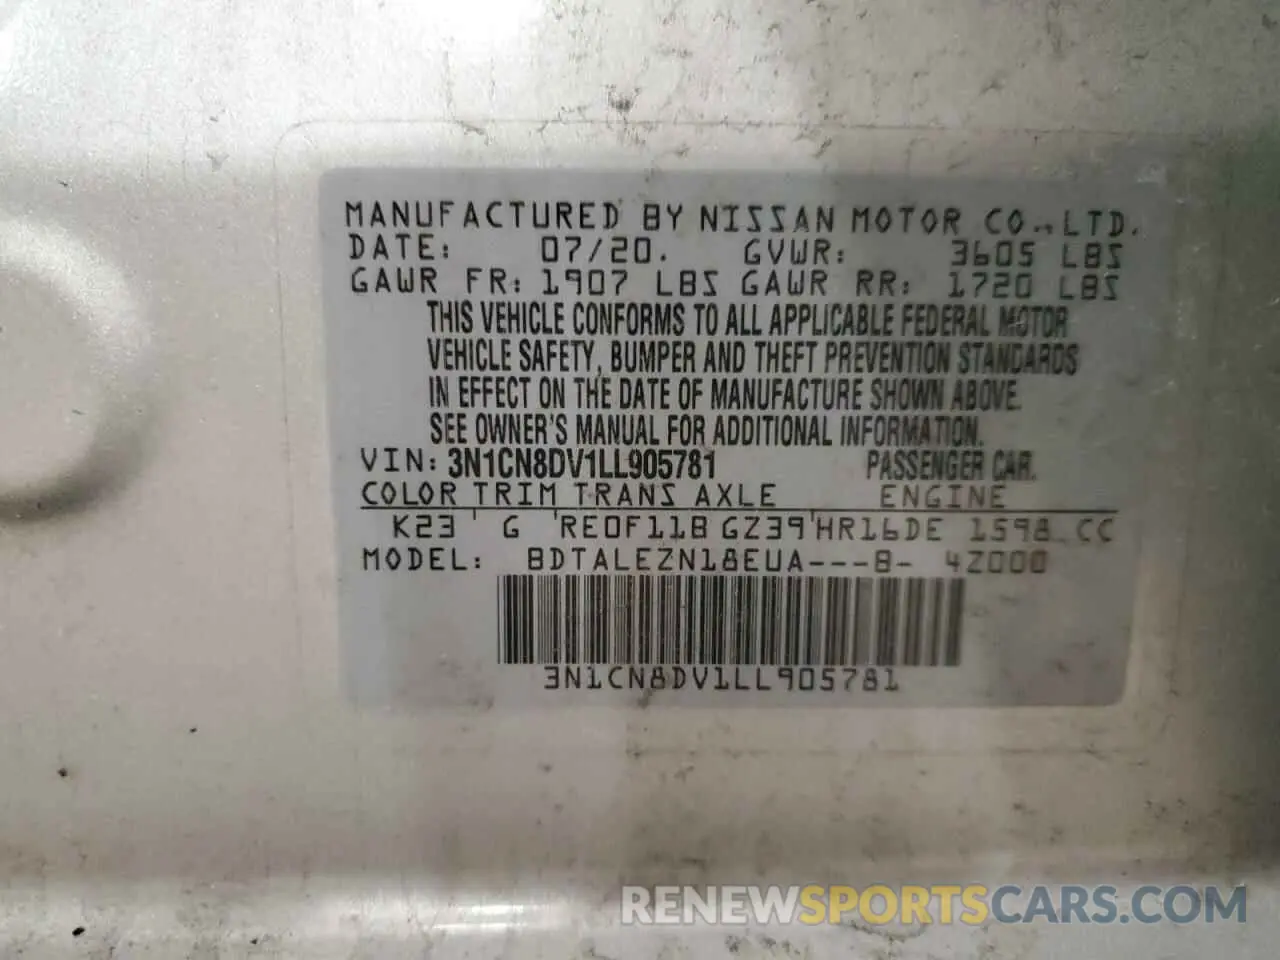 MANUFACTURED BY NISSAN MOTOR CO.,LTD.
DATE: 07/20. GVWR: 3605 LBS
GAWR FR: 1907 LBS GAWR RR: 1720 LBS
THIS VEHICLE CONFORMS TO ALL APPLICABLE FEDERAL MOTOR
VEHICLE SAFETY, BUMPER AND THEFT PREVENTION STANDARDS
IN EFFECT ON THE DATE OF MANUFACTURE SHOWN ABOVE.
SEE OWNER'S MANUAL FOR ADDITIONAL INFORMATION.
VIN: 3N1CN8DV1LL905781 PASSENGER CAR.
COLOR TRIM TRANS AXLE ENGINE
K23 G RE0F11B GZ39 HR16DE 1598 CC
MODEL: BDTALEZN18EUA---B- 4Z000
3N1CN8DV1LL905781
RENEWSPORTSCARS.COM